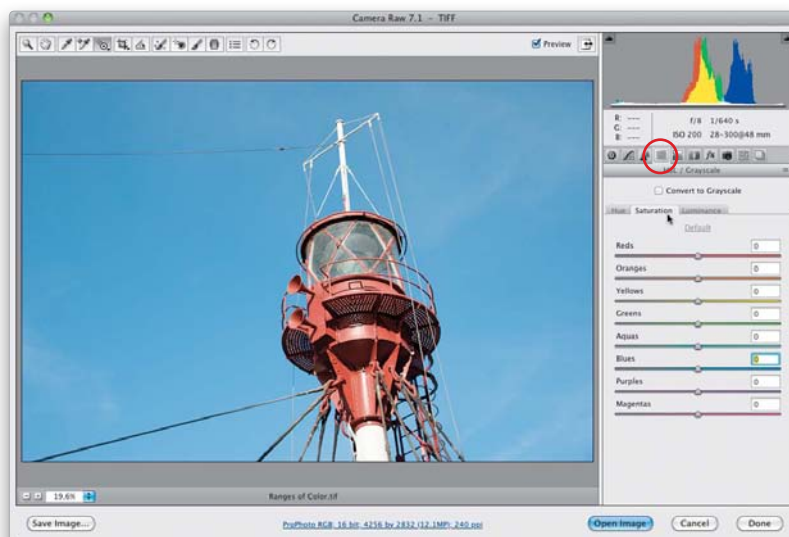 Camera Raw 7.1 – TIFF
Preview
R: ---
G: ---
B: ---
f/8 1/640 s
ISO 200 28-300@48 mm
HSL / Grayscale
Convert to Grayscale
Hue Saturation Luminance
Default
Reds 0
Oranges 0
Yellows 0
Greens 0
Aquas 0
Blues 0
Purples 0
Magentas 0
19.6%
Ranges of Color.tif
Save Image...
ProPhoto RGB; 16 bit; 4256 by 2832 (12.1MP); 240 ppi
Open Image
Cancel
Done